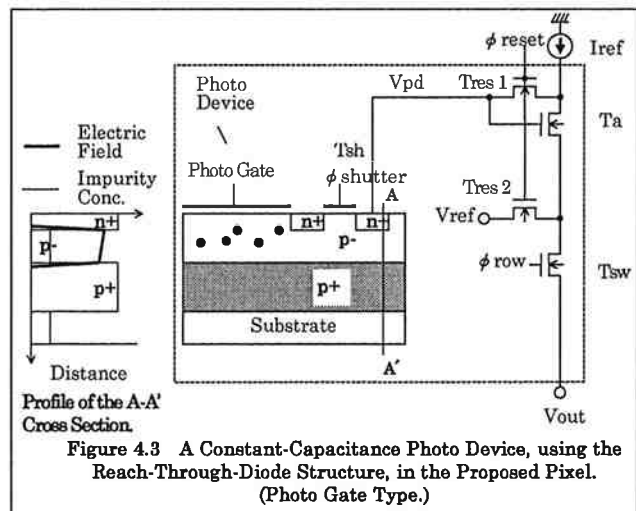 φ reset
Iref
Photo
Device
Vpd
Tres 1
Ta
Electric
Field
Tsh
Photo Gate
φ shutter
A
Impurity
Conc.
Tres 2
n+
n+
n+
Vref
p-
p-
φ row
Tsw
p+
p+
Substrate
A'
Distance
Profile of the A-A'
Cross Section.
Vout
Figure 4.3 A Constant-Capacitance Photo Device, using the
Reach-Through-Diode Structure, in the Proposed Pixel.
(Photo Gate Type.)